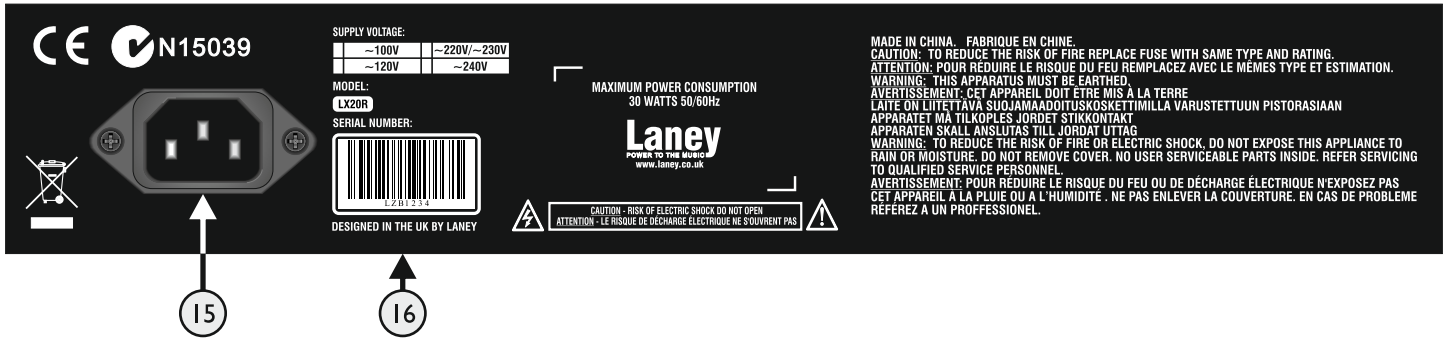 CE N15039
SUPPLY VOLTAGE:
~100V ~220V/~230V
~120V ~240V
MODEL:
LX20R
SERIAL NUMBER:
LZB1234
DESIGNED IN THE UK BY LANEY
MAXIMUM POWER CONSUMPTION
30 WATTS 50/60Hz
Laney
POWER TO THE MUSIC
www.laney.co.uk
CAUTION - RISK OF ELECTRIC SHOCK DO NOT OPEN
ATTENTION - LE RISQUE DE DÉCHARGE ÉLECTRIQUE NE S'OUVRENT PAS
MADE IN CHINA. FABRIQUE EN CHINE.
CAUTION: TO REDUCE THE RISK OF FIRE REPLACE FUSE WITH SAME TYPE AND RATING.
ATTENTION: POUR RÉDUIRE LE RISQUE DU FEU REMPLACEZ AVEC LE MÊMES TYPE ET ESTIMATION.
WARNING: THIS APPARATUS MUST BE EARTHED,
AVERTISSEMENT: CET APPAREIL DOIT ÊTRE MIS À LA TERRE
LAITE ON LIITETTÄVÄ SUOJAMAADOITUSKOSKETTIMILLA VARUSTETTUUN PISTORASIAAN
APPARATET MÅ TILKOPLES JORDET STIKKONTAKT
APPARATEN SKALL ANSLUTAS TILL JORDAT UTTAG
WARNING: TO REDUCE THE RISK OF FIRE OR ELECTRIC SHOCK, DO NOT EXPOSE THIS APPLIANCE TO
RAIN OR MOISTURE. DO NOT REMOVE COVER. NO USER SERVICEABLE PARTS INSIDE. REFER SERVICING
TO QUALIFIED SERVICE PERSONNEL.
AVERTISSEMENT: POUR RÉDUIRE LE RISQUE DU FEU OU DE DÉCHARGE ÉLECTRIQUE N'EXPOSEZ PAS
CET APPAREIL À LA PLUIE OU A L'HUMIDITÉ . NE PAS ENLEVER LA COUVERTURE. EN CAS DE PROBLEME
RÉFÉREZ A UN PROFFESSIONEL.
15
16